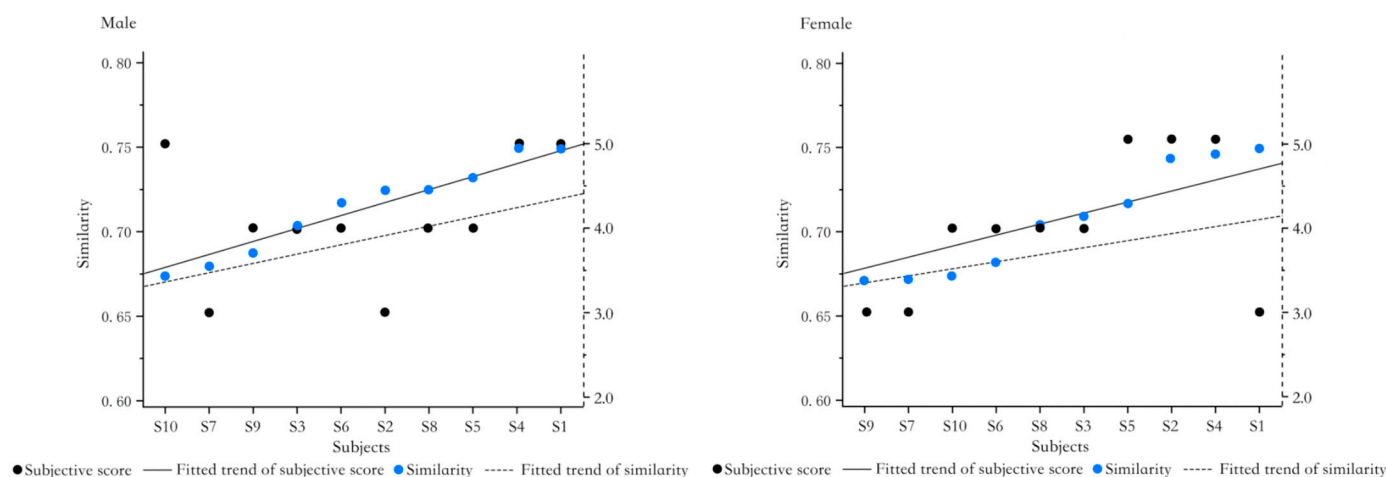 Male
0. 80
0. 75
0. 70
0. 65
0. 60
Similarity
5.0
4.0
3.0
2.0
S10 S7 S9 S3 S6 S2 S8 S5 S4 S1
Subjects
Subjective score Fitted trend of subjective score Similarity Fitted trend of similarity
Female
0. 80
0. 75
0. 70
0. 65
0. 60
Similarity
5.0
4.0
3.0
2.0
S9 S7 S10 S6 S8 S3 S5 S2 S4 S1
Subjects
Subjective score Fitted trend of subjective score Similarity Fitted trend of similarity